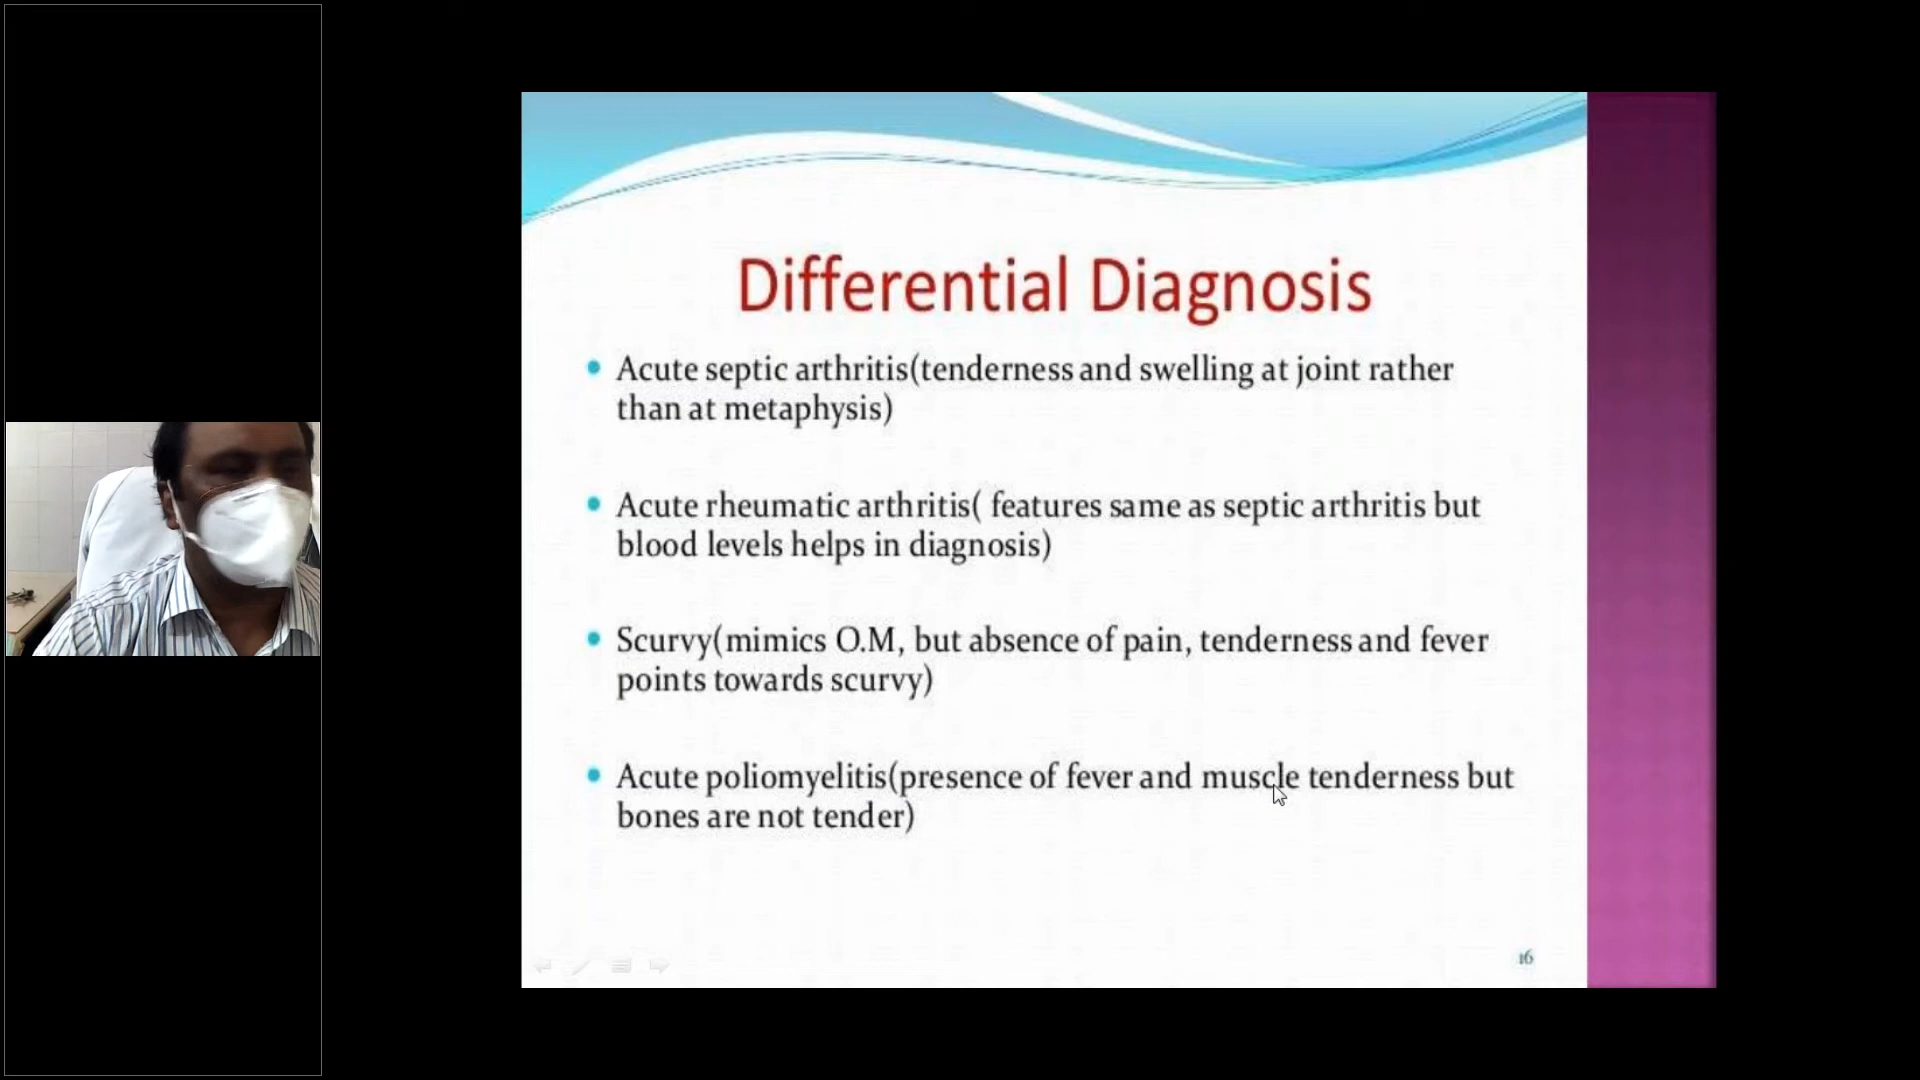 Differential Diagnosis
Acute septic arthritis(tenderness and swelling at joint rather
than at metaphysis)
Acute rheumatic arthritis( features same as septic arthritis but
blood levels helps in diagnosis)
Scurvy(mimics O.M, but absence of pain, tenderness and fever
points towards scurvy)
Acute poliomyelitis(presence of fever and muscle tenderness but
bones are not tender)
16